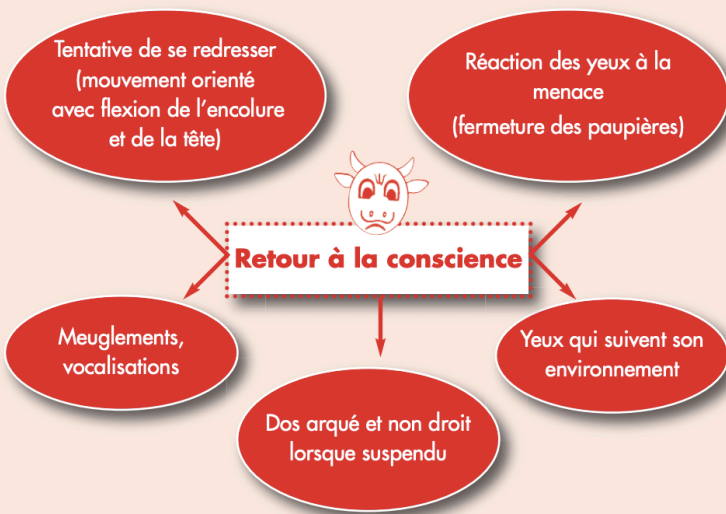 Tentative de se redresser
(mouvement orienté
avec flexion de l’encolure
et de la tête)
Réaction des yeux à la
menace
(fermeture des paupières)
Retour à la conscience
Meuglements,
vocalisations
Yeux qui suivent son
environnement
Dos arqué et non droit
lorsque suspendu